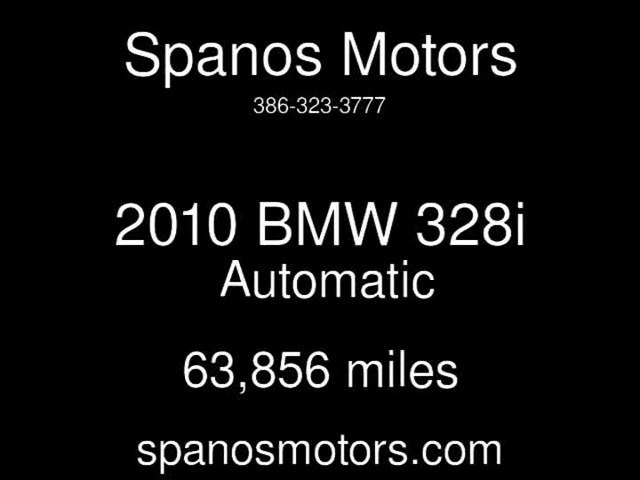 Spanos Motors
386-323-3777
2010 BMW 328i
Automatic
63,856 miles
spanosmotors.com